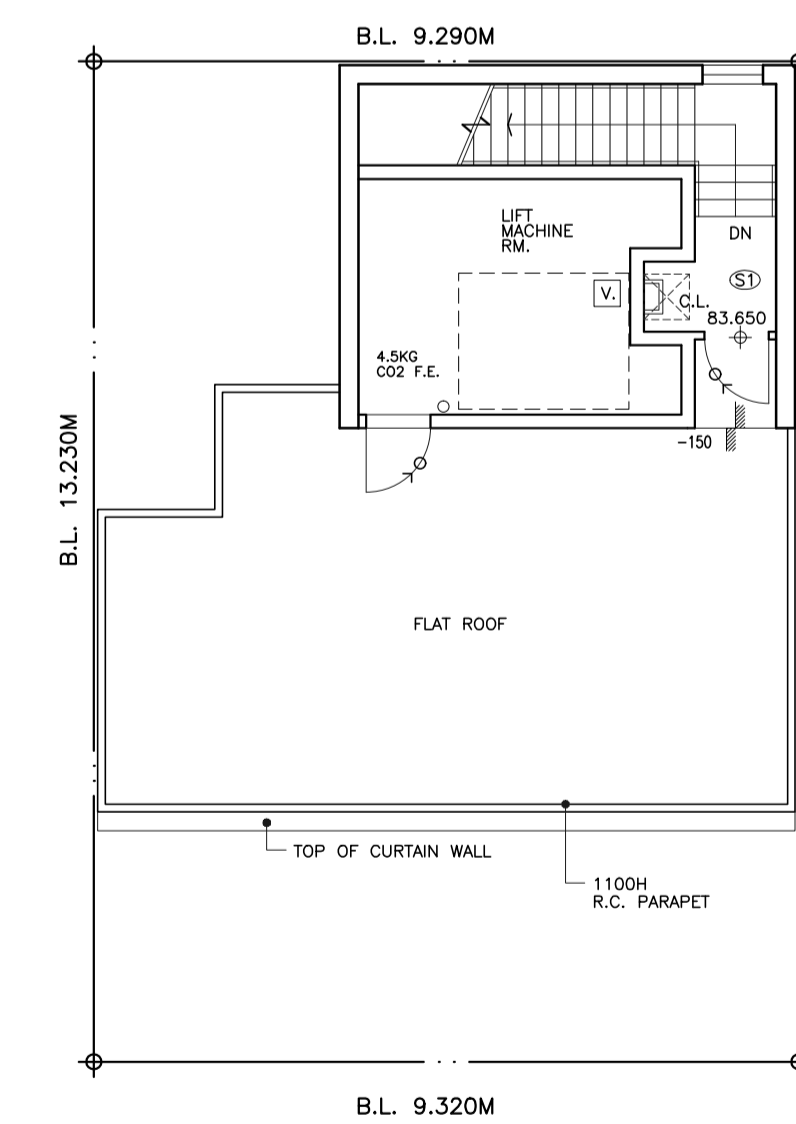 B.L. 9.290M
LIFT
MACHINE
RM.
DN
S1
V.
C.L.
83.650
4.5KG
CO2 F.E.
-150
B.L. 13.230M
FLAT ROOF
TOP OF CURTAIN WALL
1100H
R.C. PARAPET
B.L. 9.320M